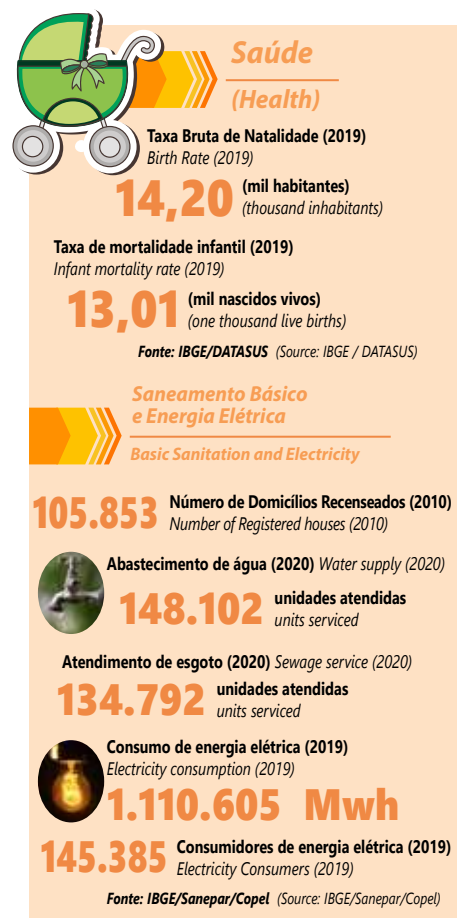 Saúde
(Health)
Taxa Bruta de Natalidade (2019)
Birth Rate (2019)
14,20 (mil habitantes)
(thousand inhabitants)
Taxa de mortalidade infantil (2019)
Infant mortality rate (2019)
13,01 (mil nascidos vivos)
(one thousand live births)
Fonte: IBGE/DATASUS (Source: IBGE / DATASUS)
Saneamento Básico
e Energia Elétrica
Basic Sanitation and Electricity
105.853 Número de Domicílios Recenseados (2010)
Number of Registered houses (2010)
Abastecimento de água (2020) Water supply (2020)
148.102 unidades atendidas
units serviced
Atendimento de esgoto (2020) Sewage service (2020)
134.792 unidades atendidas
units serviced
Consumo de energia elétrica (2019)
Electricity consumption (2019)
1.110.605 Mwh
145.385 Consumidores de energia elétrica (2019)
Electricity Consumers (2019)
Fonte: IBGE/Sanepar/Copel (Source: IBGE/Sanepar/Copel)